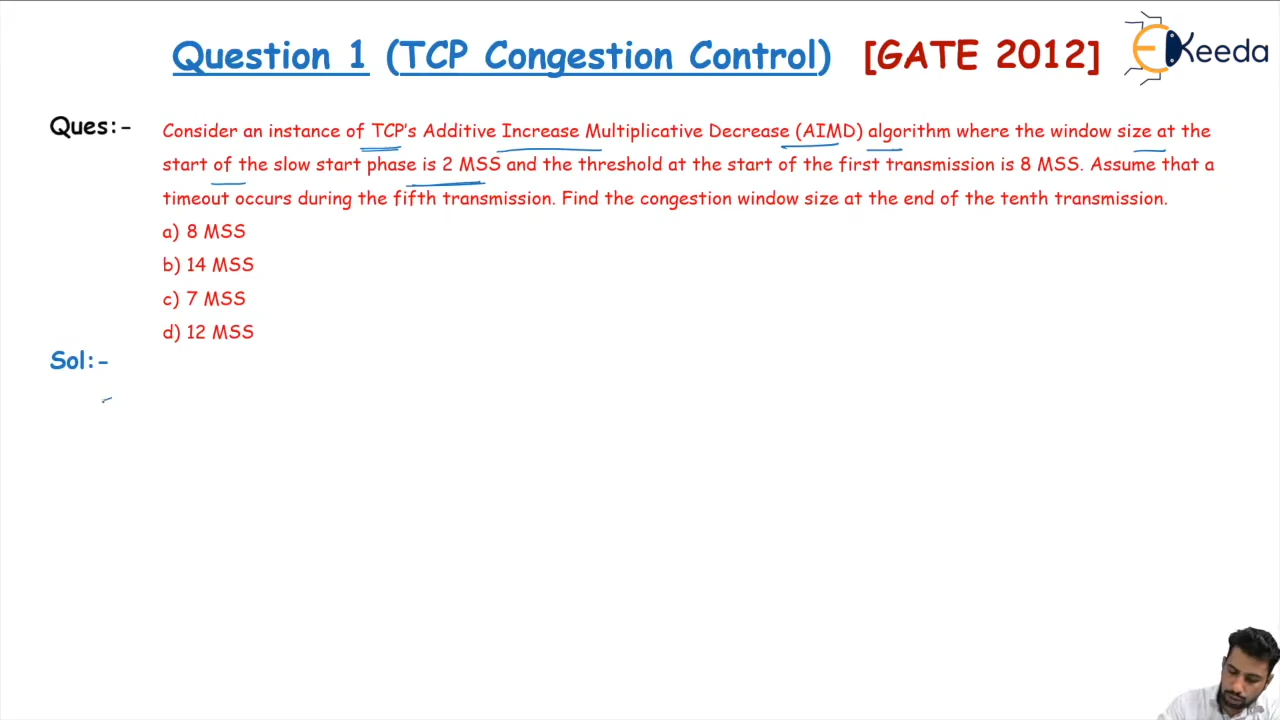 Question 1 (TCP Congestion Control) [GATE 2012]
EKeeda
Ques:- Consider an instance of TCP's Additive Increase Multiplicative Decrease (AIMD) algorithm where the window size at the
start of the slow start phase is 2 MSS and the threshold at the start of the first transmission is 8 MSS. Assume that a
timeout occurs during the fifth transmission. Find the congestion window size at the end of the tenth transmission.
a) 8 MSS
b) 14 MSS
c) 7 MSS
d) 12 MSS
Sol:-